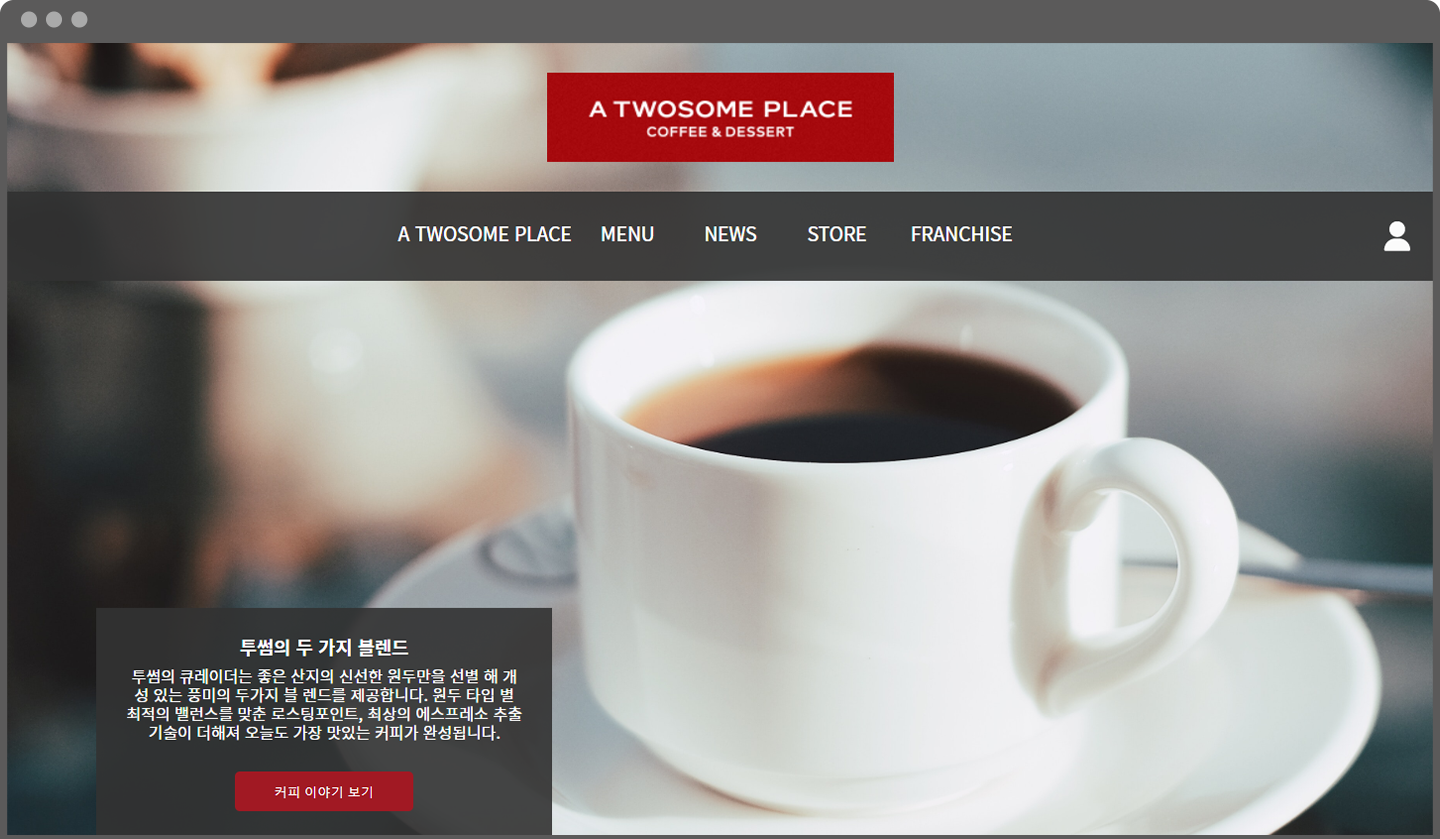 A TWOSOME PLACE
COFFEE & DESSERT
A TWOSOME PLACE MENU NEWS STORE FRANCHISE
투썸의 두 가지 블렌드
투썸의 큐레이더는 좋은 산지의 신선한 원두만을 선별 해 개
성 있는 풍미의 두가지 블 렌드를 제공합니다. 원두 타입 별
최적의 밸런스를 맞춘 로스팅포인트, 최상의 에스프레소 추출
기술이 더해져 오늘도 가장 맛있는 커피가 완성됩니다.
커피 이야기 보기